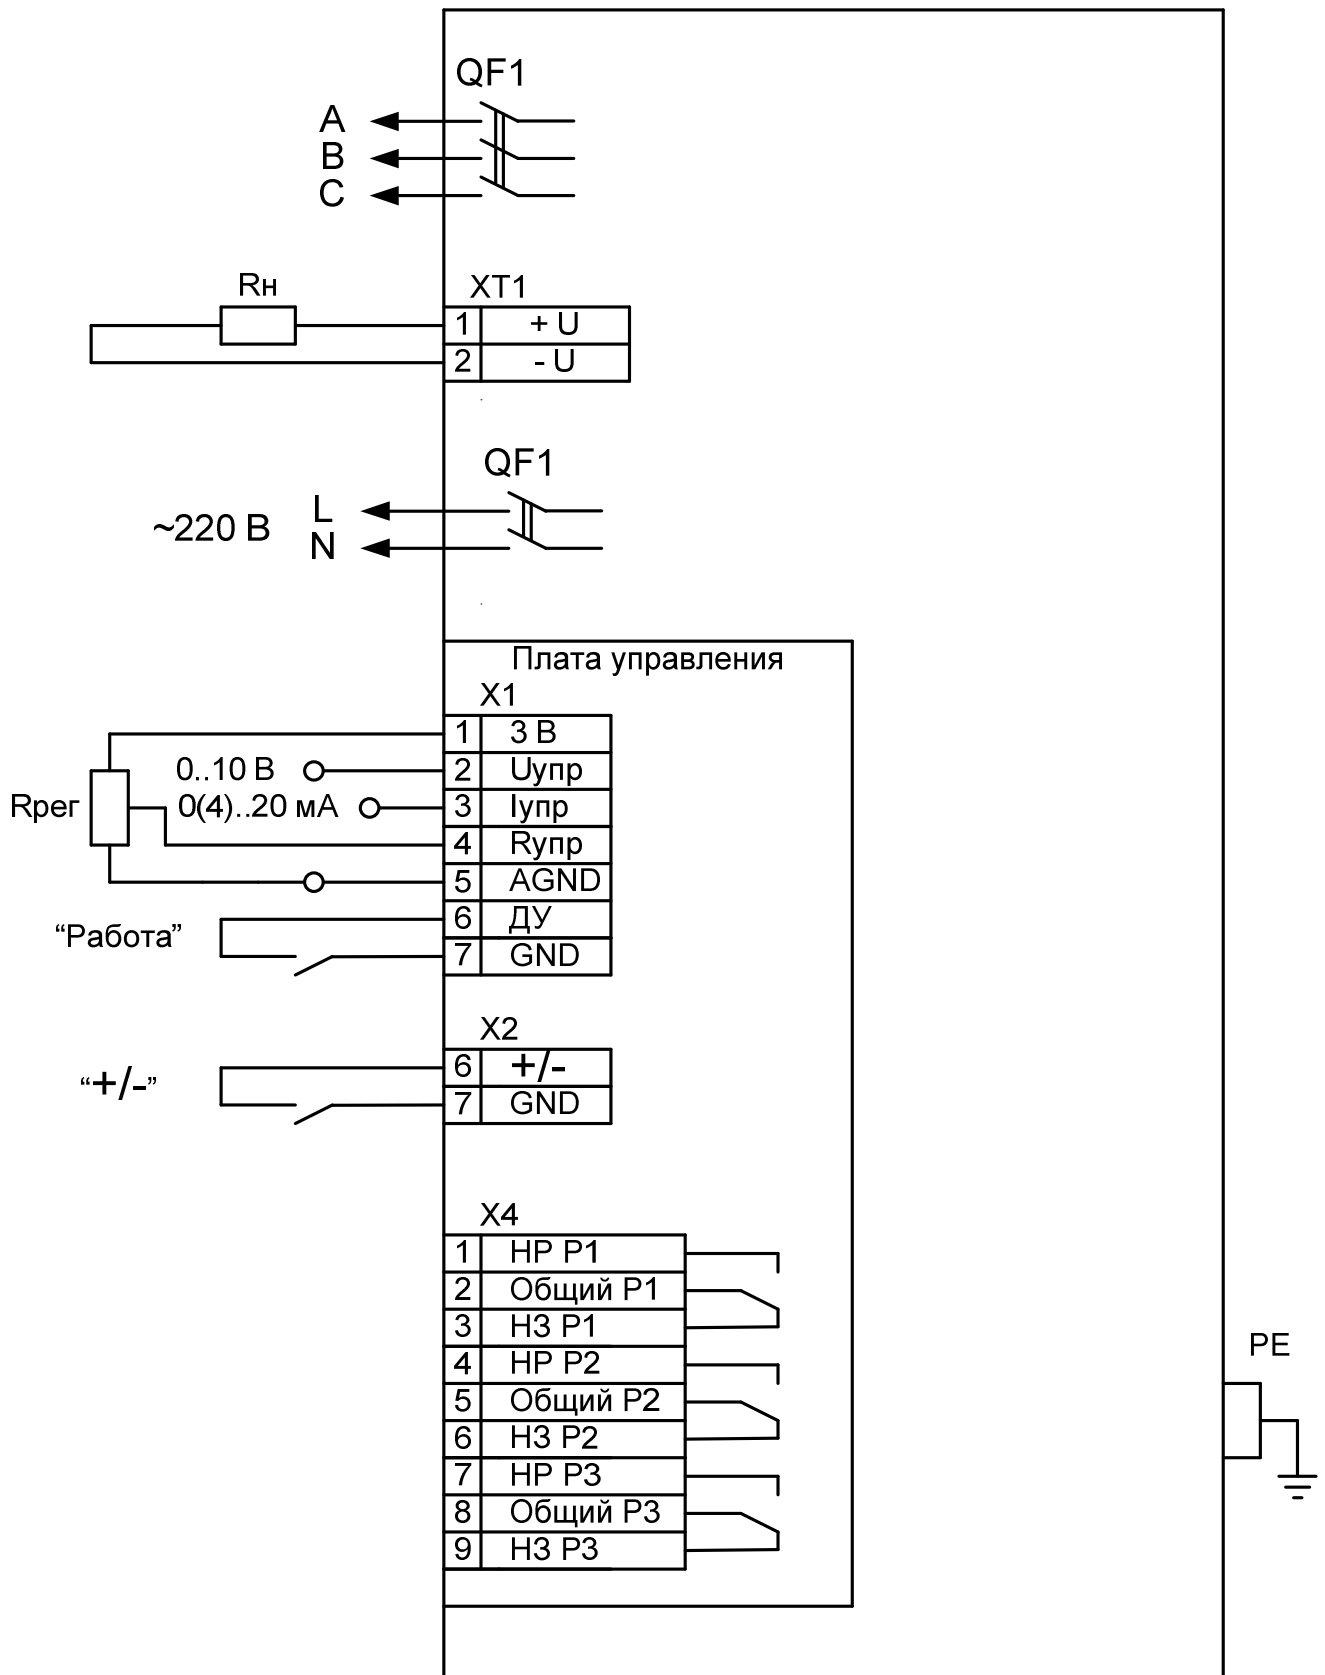 QF1
A
B
C
Rн
XT1
1 + U
2 - U
QF1
~220 В
L
N
Плата управления
X1
1 3 В
0..10 В 2 Uупр
Rрег 0(4)..20 мА 3 Iупр
4 Rупр
5 AGND
6 ДУ
“Работа”
7 GND
X2
6 +/-
“+/-”
7 GND
X4
1 НР Р1
2 Общий Р1
3 НЗ Р1
4 НР Р2
5 Общий Р2
6 НЗ Р2
7 НР Р3
8 Общий Р3
9 НЗ Р3
PE